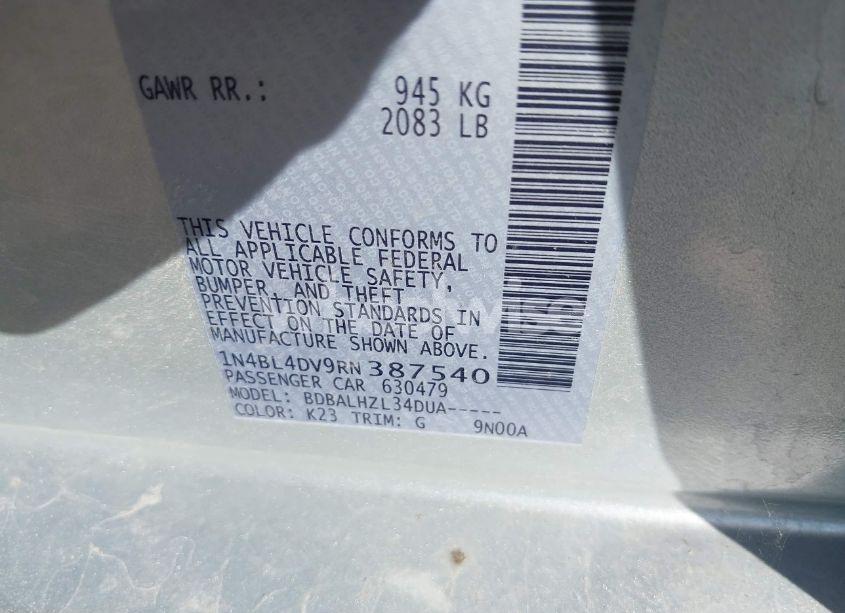 GAWR RR.: 945 KG
2083 LB
THIS VEHICLE CONFORMS TO
ALL APPLICABLE FEDERAL
MOTOR VEHICLE SAFETY,
BUMPER, AND THEFT
PREVENTION STANDARDS IN
EFFECT ON THE DATE OF
MANUFACTURE SHOWN ABOVE.
1N4BL4DV9RN387540
PASSENGER CAR 630479
MODEL: BDBALHZL34DUA-----
COLOR: K23 TRIM: G 9N00A